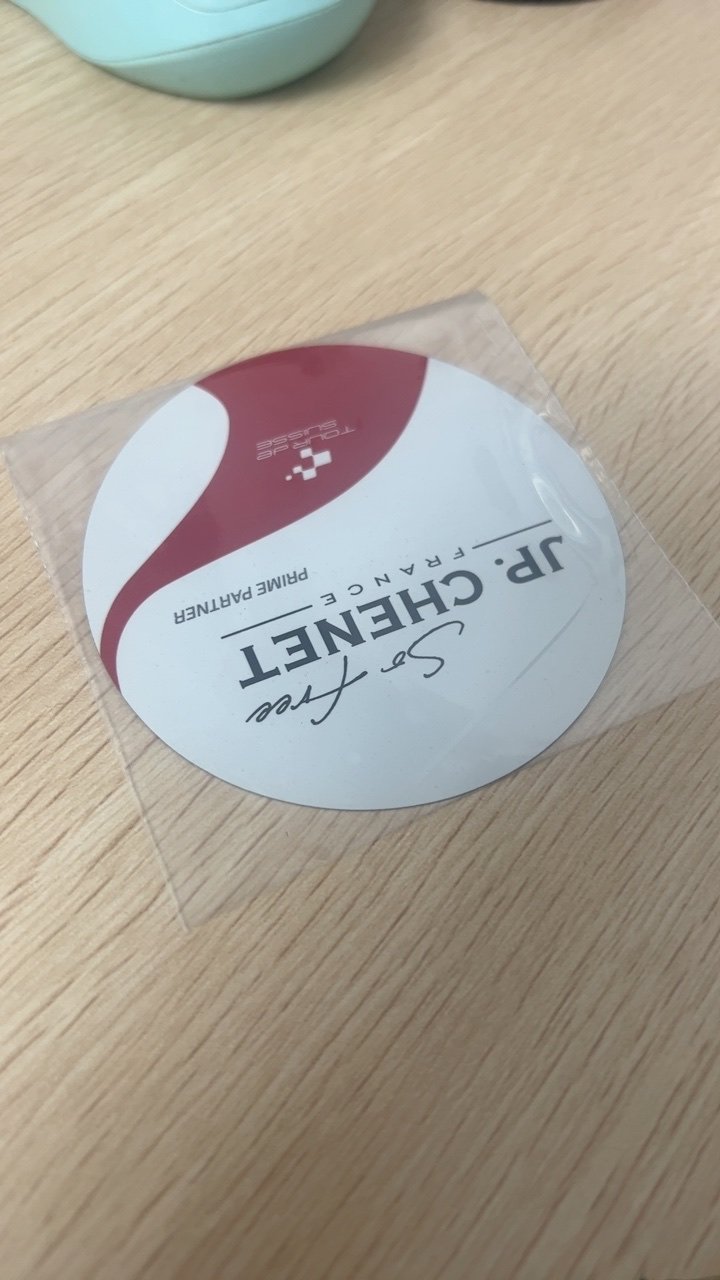 So free
JP. CHENET
FRANCE
PRIME PARTNER
TOUR de
SUISSE